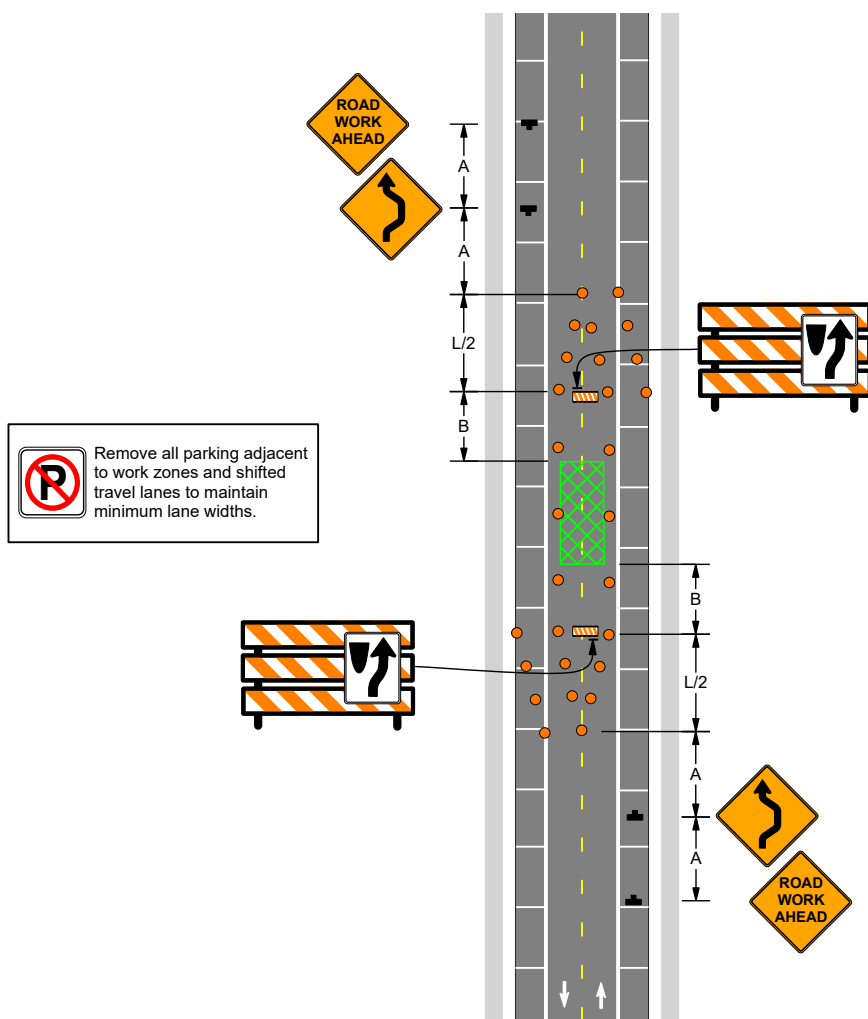 ROAD
WORK
AHEAD
A
A
L/2
B
P
Remove all parking adjacent
to work zones and shifted
travel lanes to maintain
minimum lane widths.
B
L/2
A
A
ROAD
WORK
AHEAD